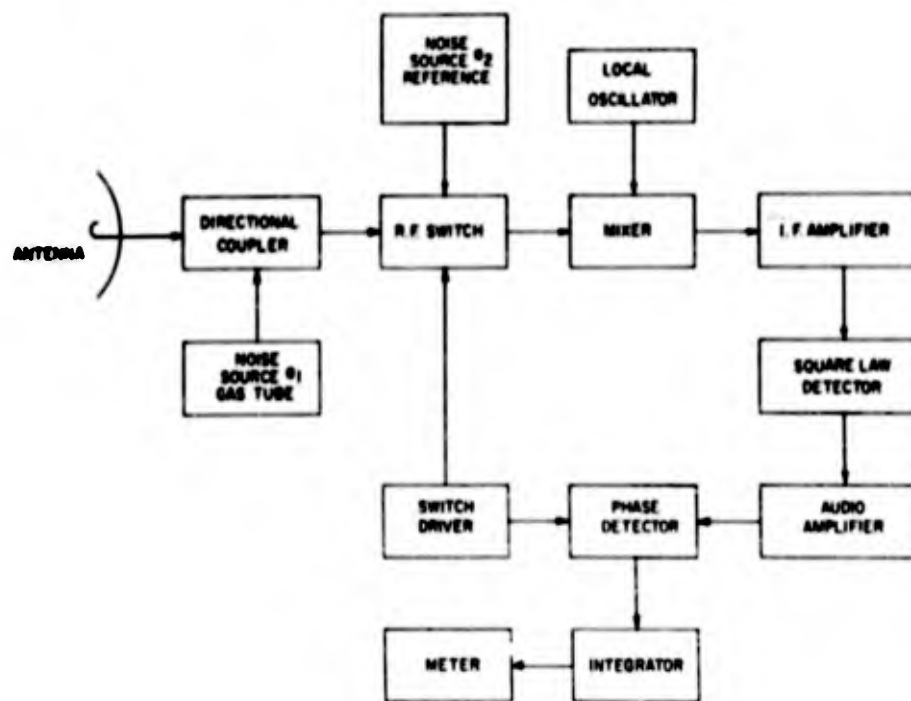 NOISE
SOURCE #2
REFERENCE
LOCAL
OSCILLATOR
ANTENNA
DIRECTIONAL
COUPLER
R.F. SWITCH
MIXER
I.F. AMPLIFIER
NOISE
SOURCE #1
GAS TUBE
SQUARE LAW
DETECTOR
SWITCH
DRIVER
PHASE
DETECTOR
AUDIO
AMPLIFIER
METER
INTEGRATOR